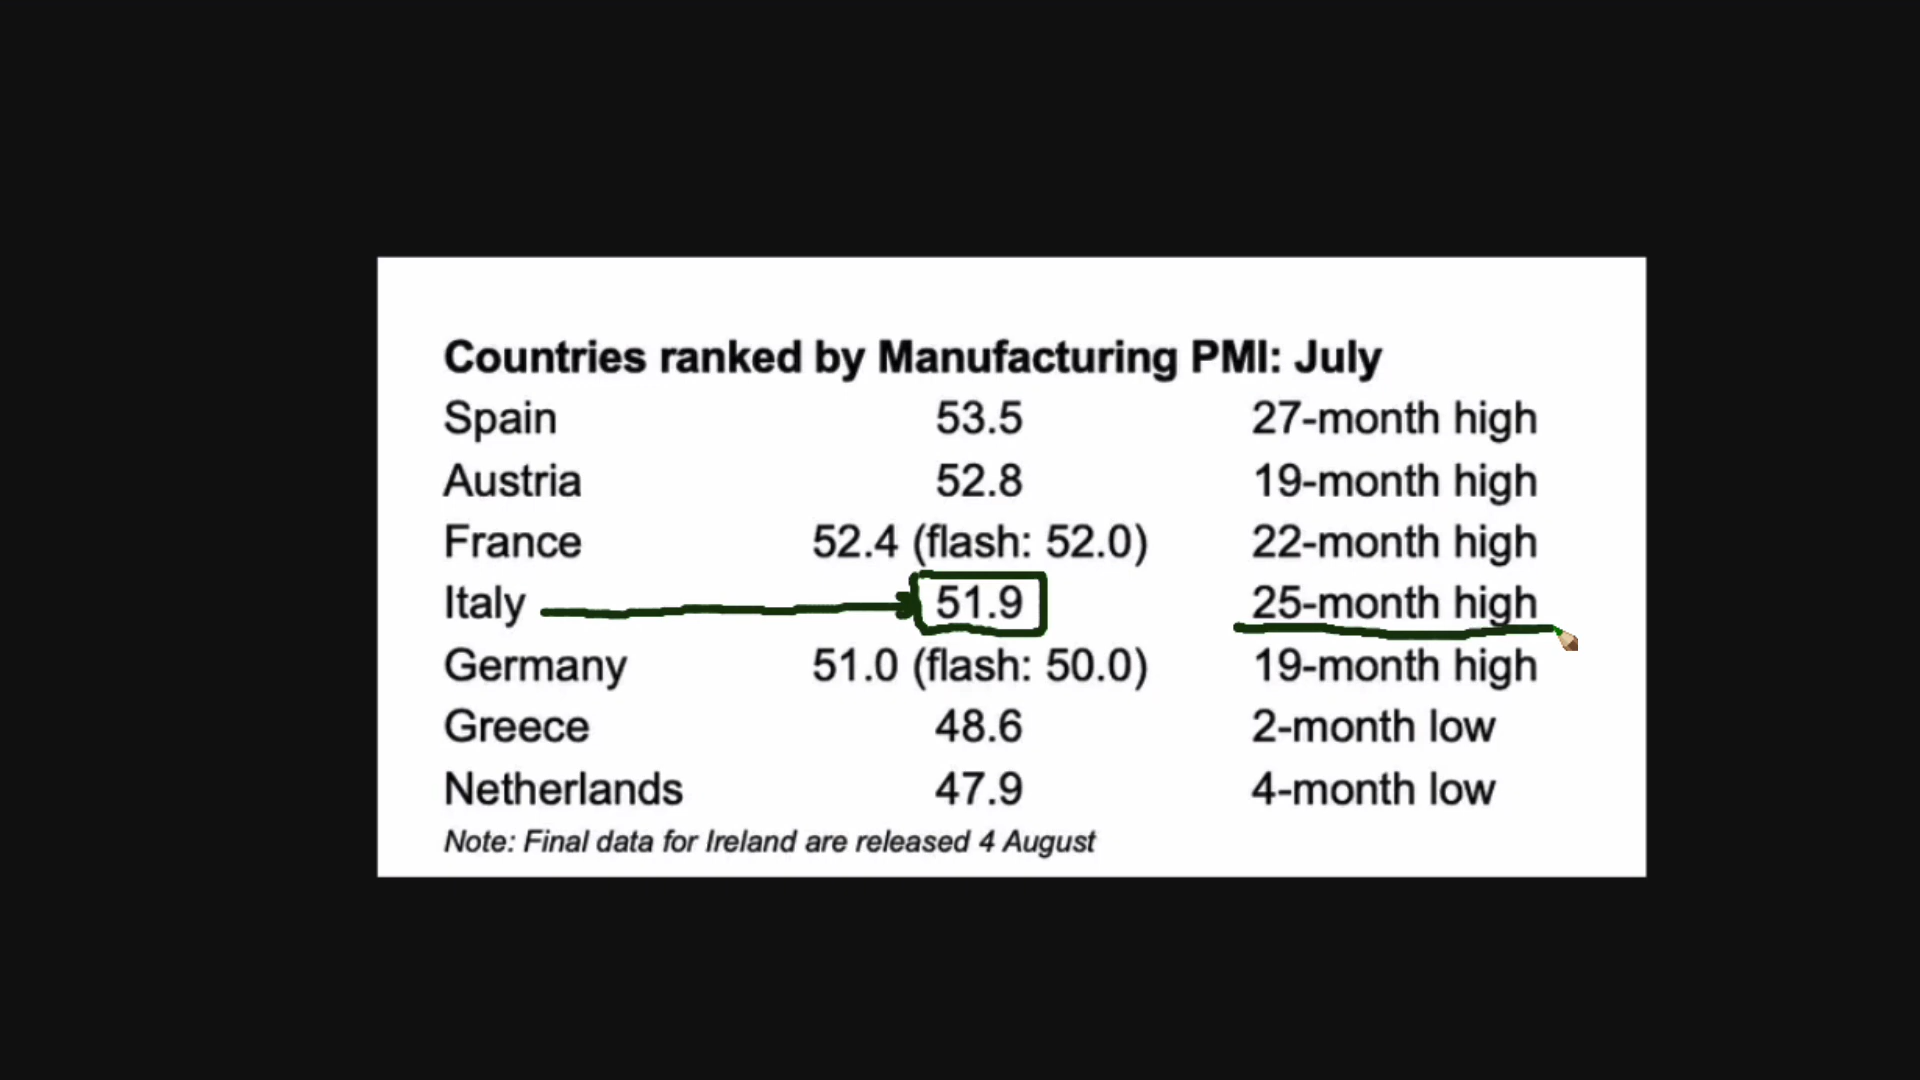 Countries ranked by Manufacturing PMI: July
Spain 53.5 27-month high
Austria 52.8 19-month high
France 52.4 (flash: 52.0) 22-month high
Italy 51.9 25-month high
Germany 51.0 (flash: 50.0) 19-month high
Greece 48.6 2-month low
Netherlands 47.9 4-month low
Note: Final data for Ireland are released 4 August